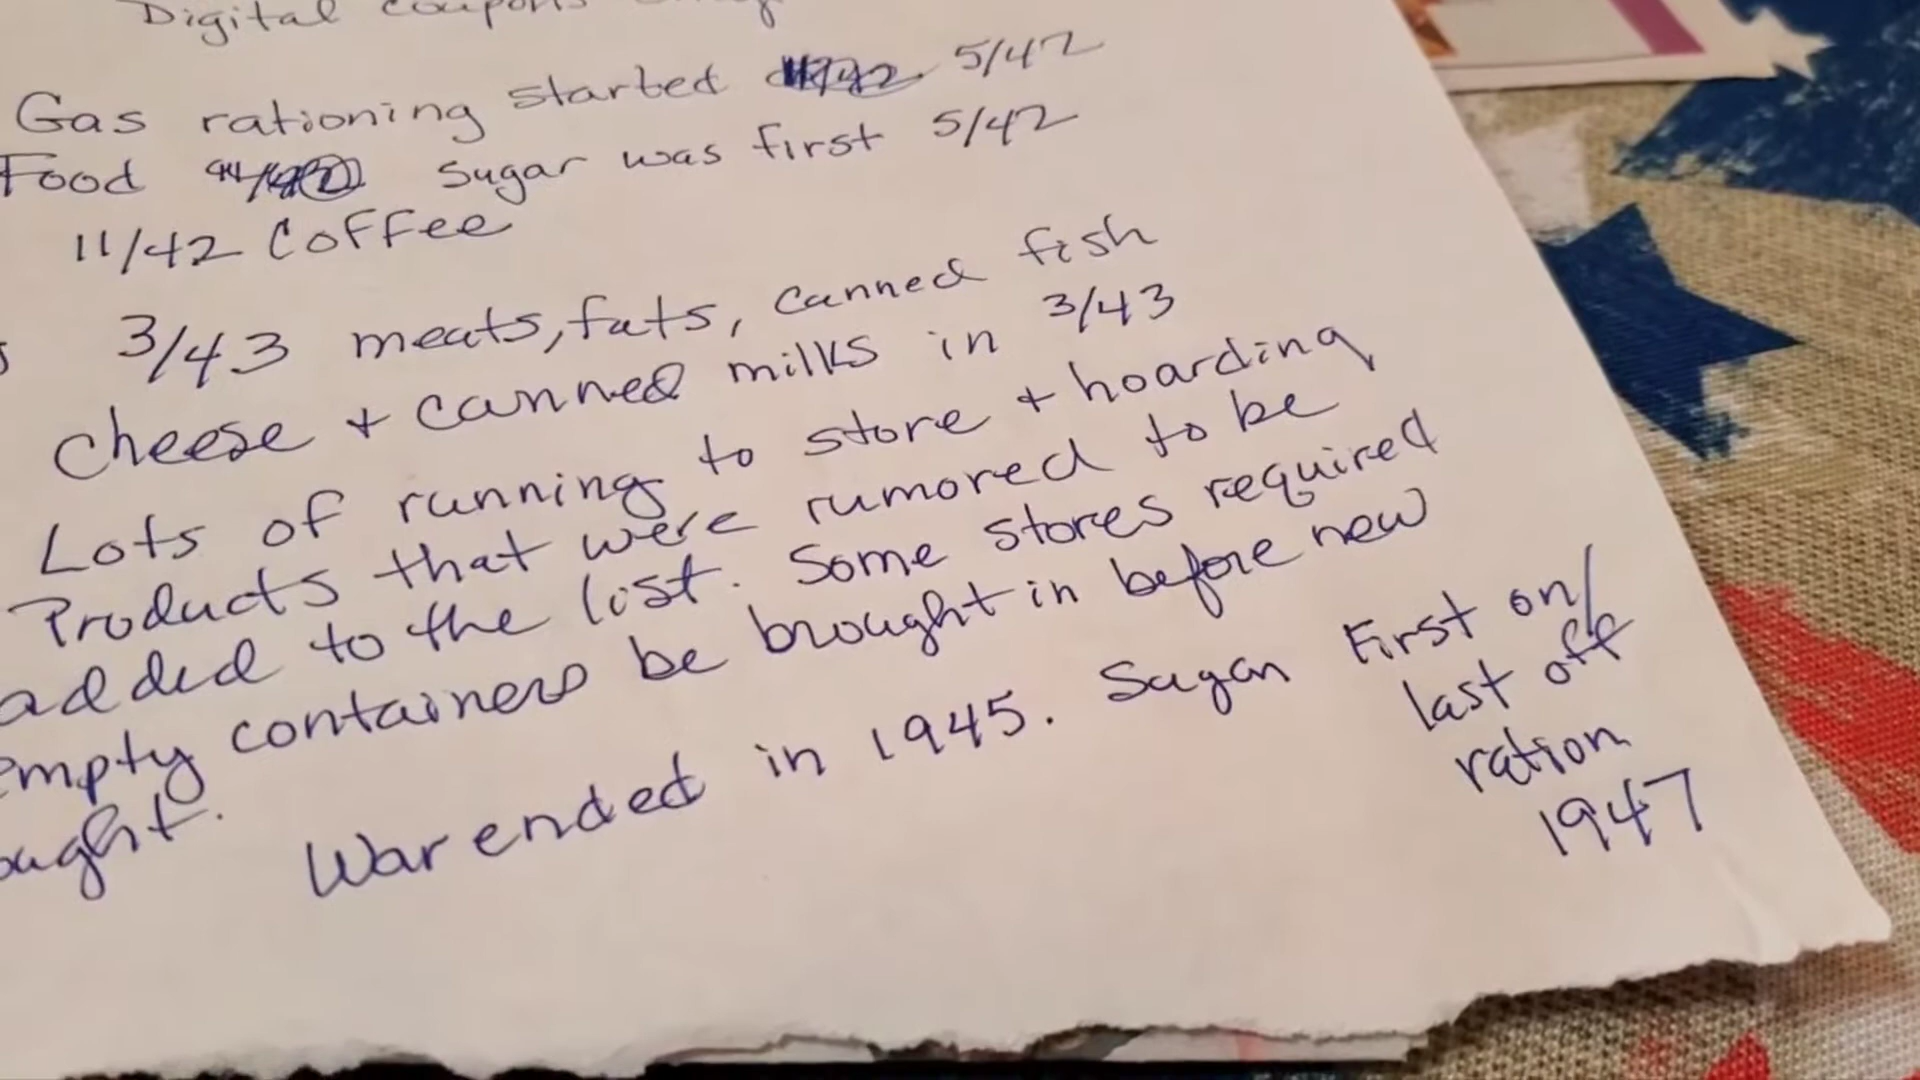 Digital coupons
Gas rationing started 5/42
Food sugar was first 5/42
11/42 Coffee
3/43 meats, fats, canned fish
Cheese + canned milks in 3/43
Lots of running to store + hoarding
Products that were rumored to be
added to the list. Some stores required
empty containers be brought in before new
ought.
War ended in 1945. Sugar First on/
last off
ration
1947